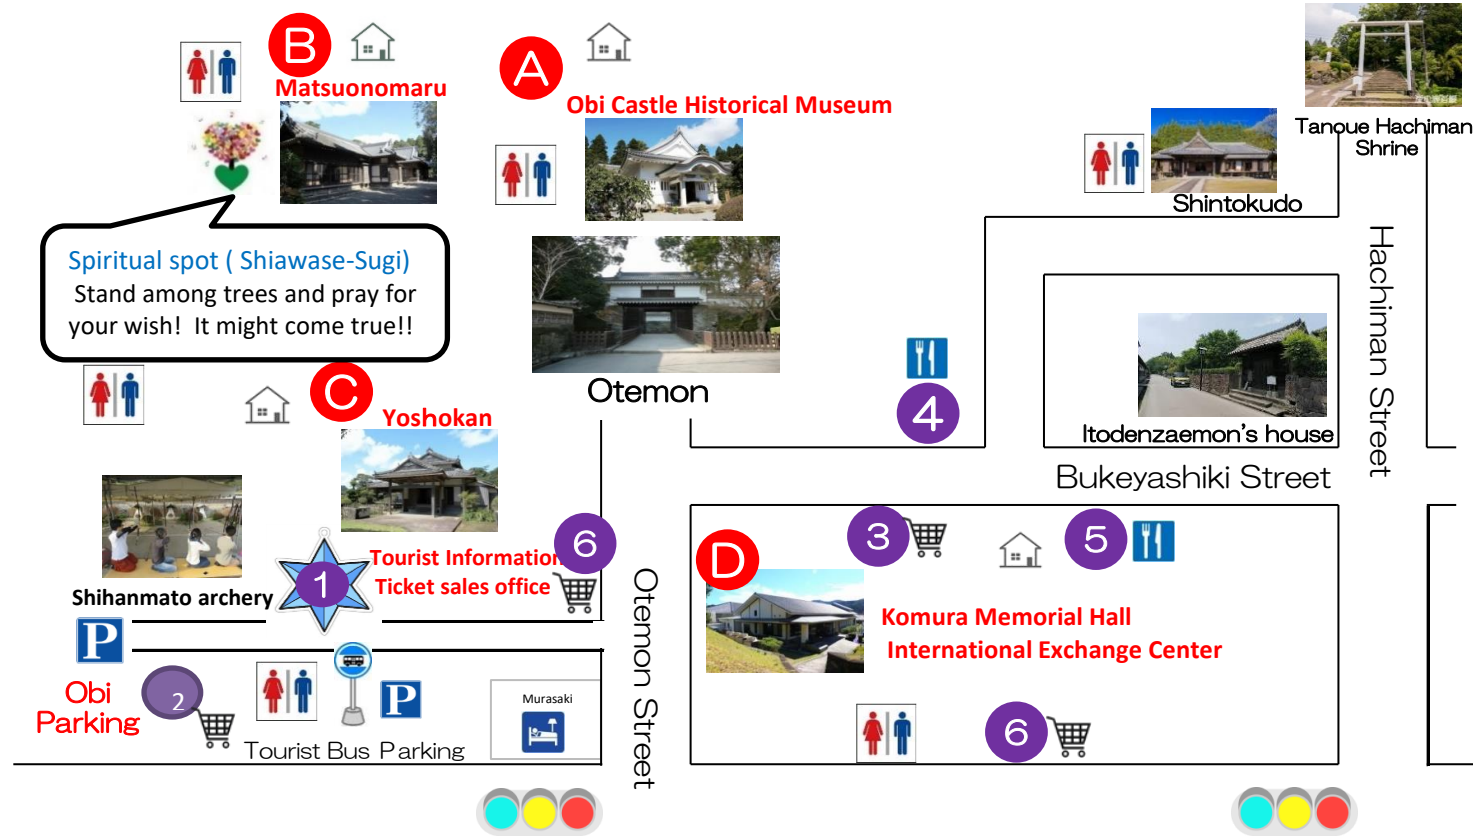 B
Matsuonomaru
A
Obi Castle Historical Museum
Tanoue Hachiman
Shrine
Shintokudo
Spiritual spot ( Shiawase-Sugi)
Stand among trees and pray for
your wish! It might come true!!
Hachiman Street
Otemon
4
C
Yoshokan
Itodenzaemon's house
Bukeyashiki Street
6
3
5
D
1
Tourist Information
Ticket sales office
Shihanmato archery
Otemon Street
Komura Memorial Hall
International Exchange Center
P
Obi
Parking
2
P
Murasaki
Tourist Bus Parking
6